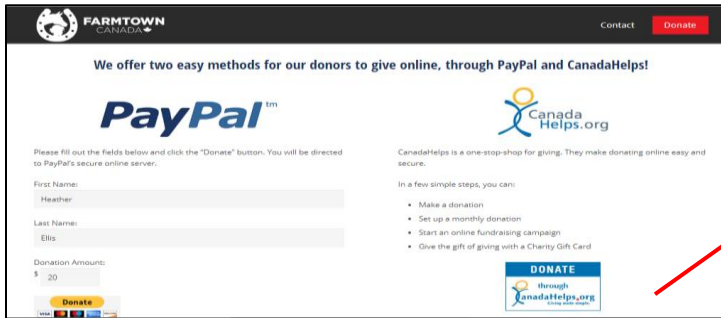 FARMTOWN
CANADA
Contact
Donate
We offer two easy methods for our donors to give online, through PayPal and CanadaHelps!
PayPal™
Please fill out the fields below and click the "Donate" button. You will be directed
to PayPal's secure online server.
First Name:
Heather
Last Name:
Ellis
Donation Amount:
$ 20
Donate
VISA
Canada
Helps.org
CanadaHelps is a one-stop-shop for giving. They make donating online easy and
secure.
In a few simple steps, you can:
• Make a donation
• Set up a monthly donation
• Start an online fundraising campaign
• Give the gift of giving with a Charity Gift Card
DONATE
through
CanadaHelps.org
Giving made simple